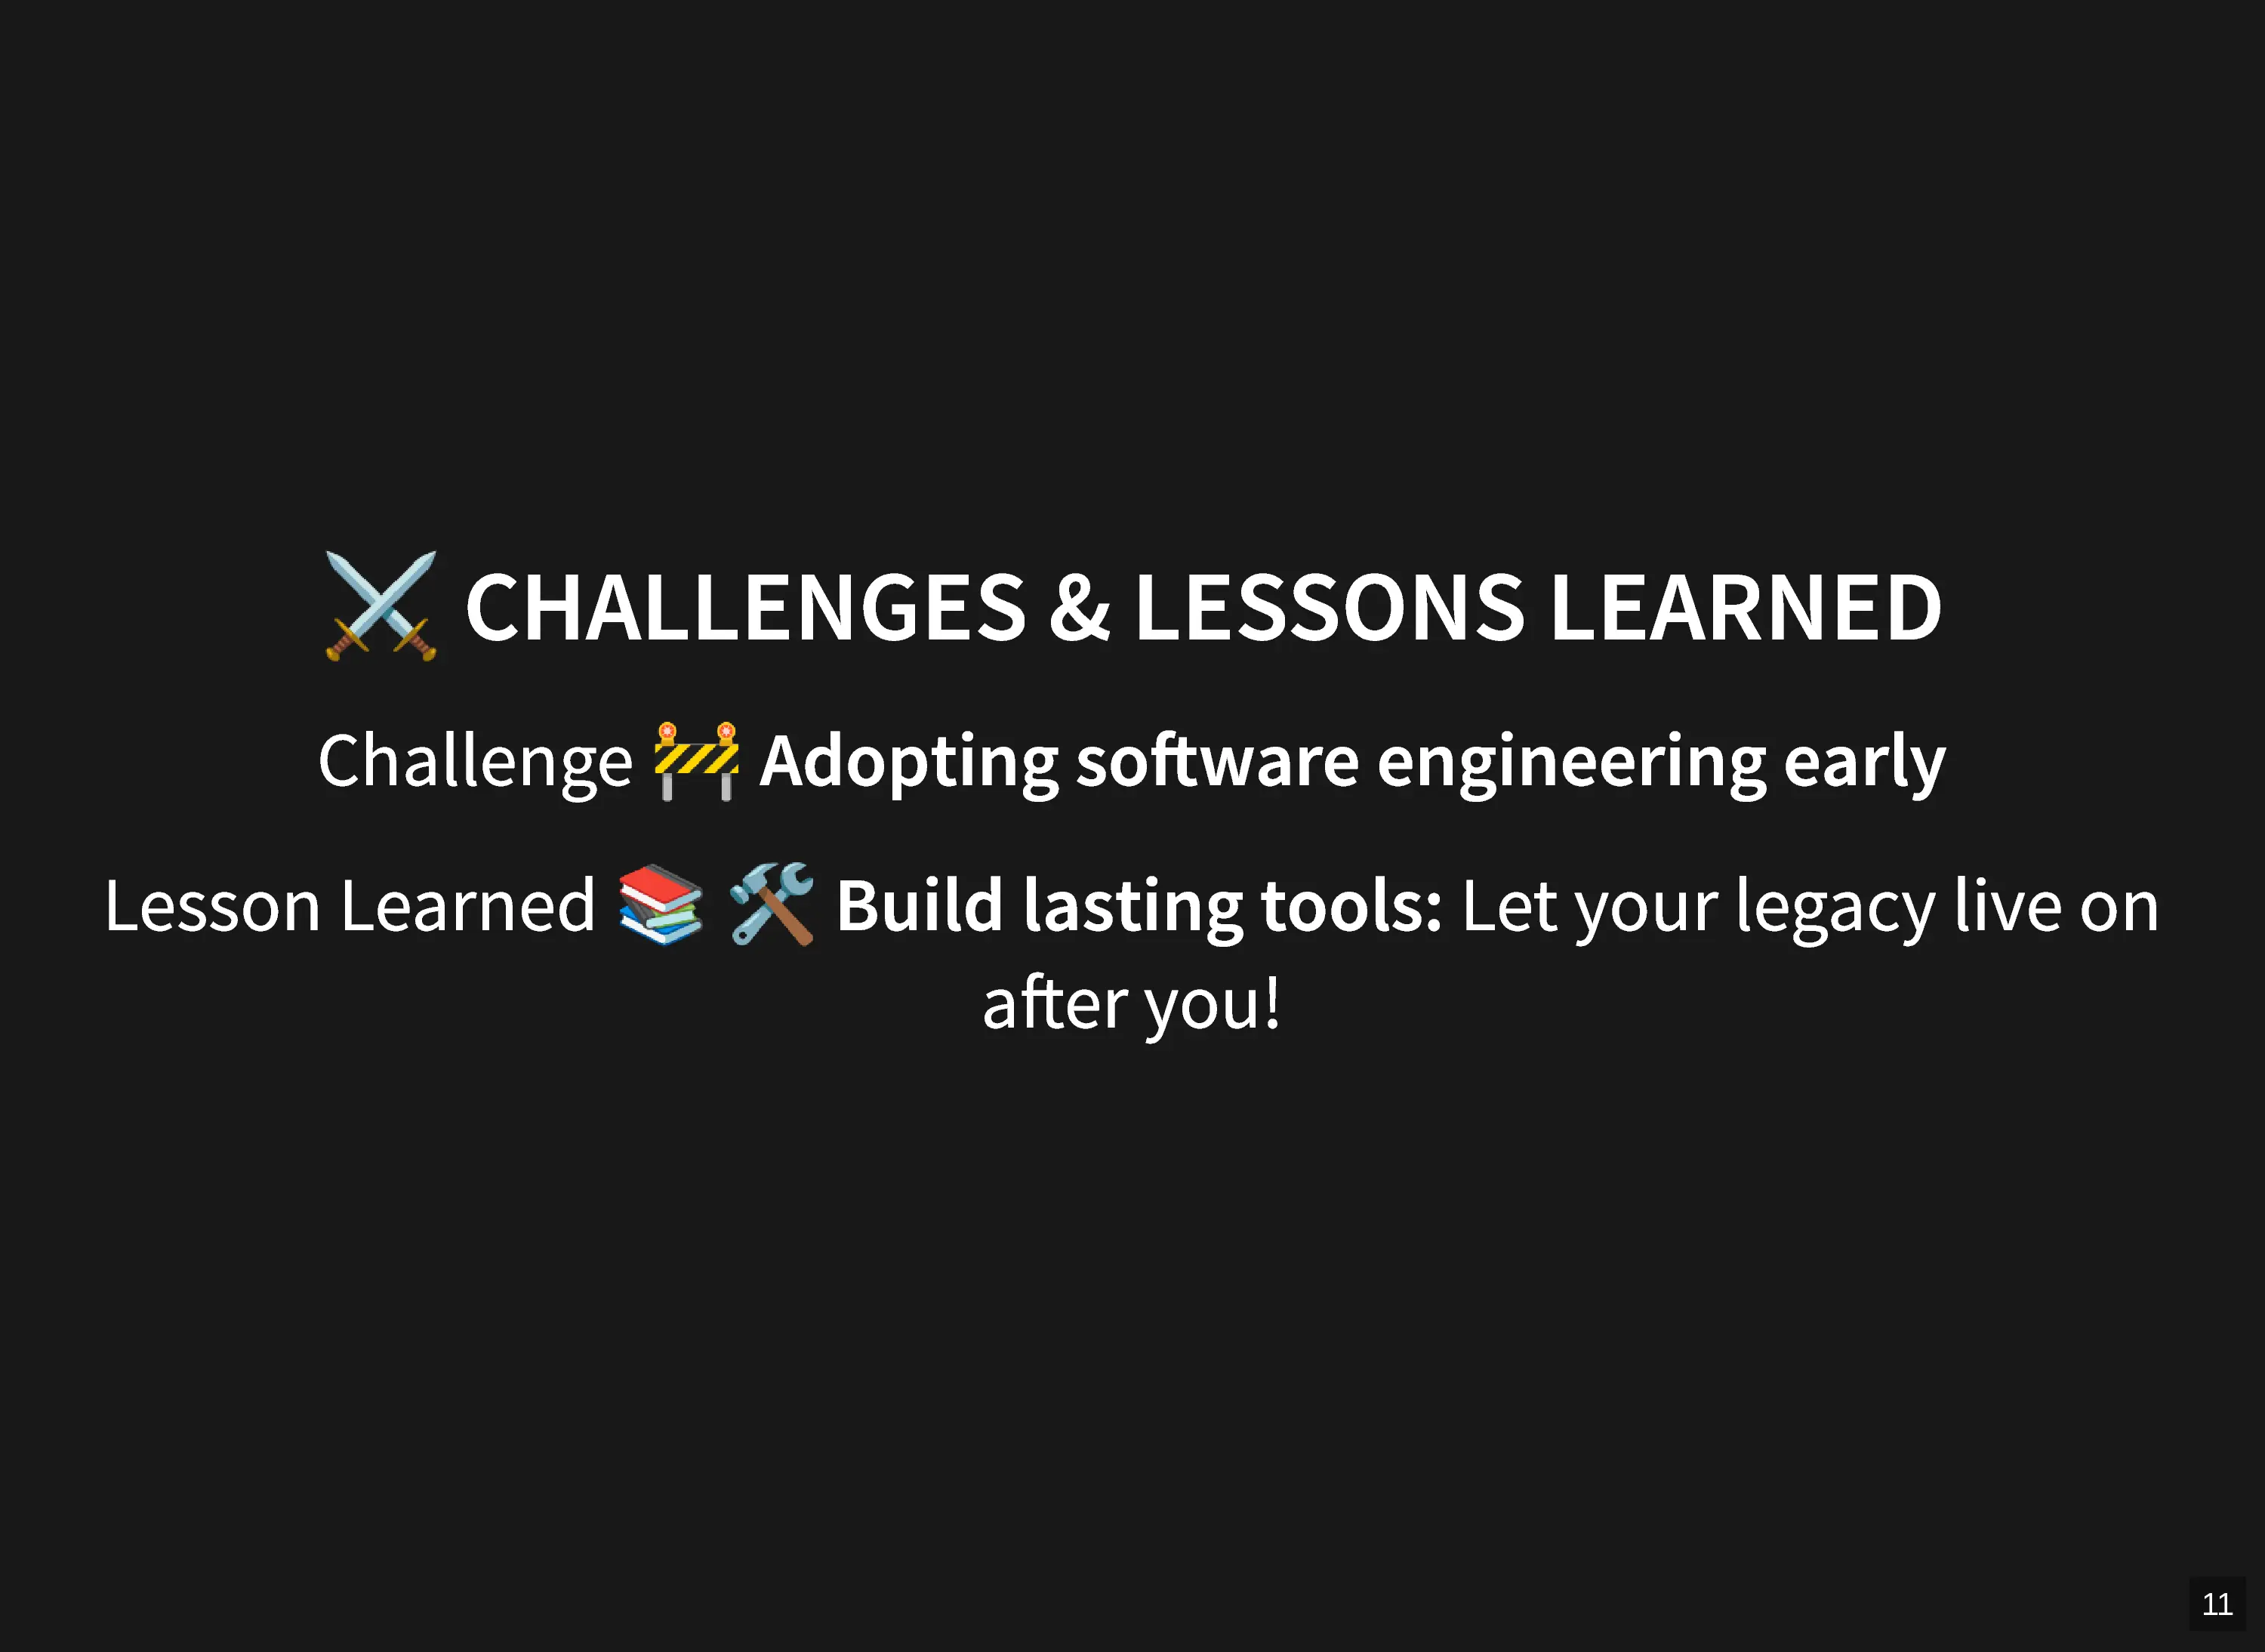 ⚔️ CHALLENGES & LESSONS LEARNED
Challenge 🚧 Adopting software engineering early
Lesson Learned 📚 🛠️ Build lasting tools: Let your legacy live on
after you!
11